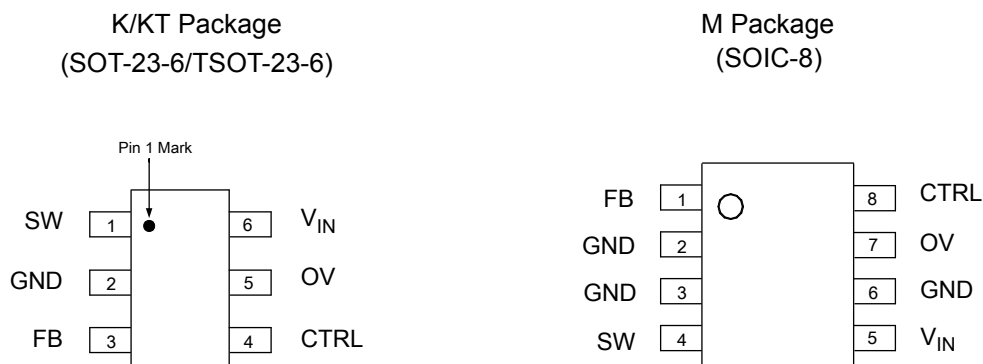 K/KT Package
(SOT-23-6/TSOT-23-6)
Pin 1 Mark
SW 1 6 VIN
GND 2 5 OV
FB 3 4 CTRL
M Package
(SOIC-8)
FB 1 8 CTRL
GND 2 7 OV
GND 3 6 GND
SW 4 5 VIN